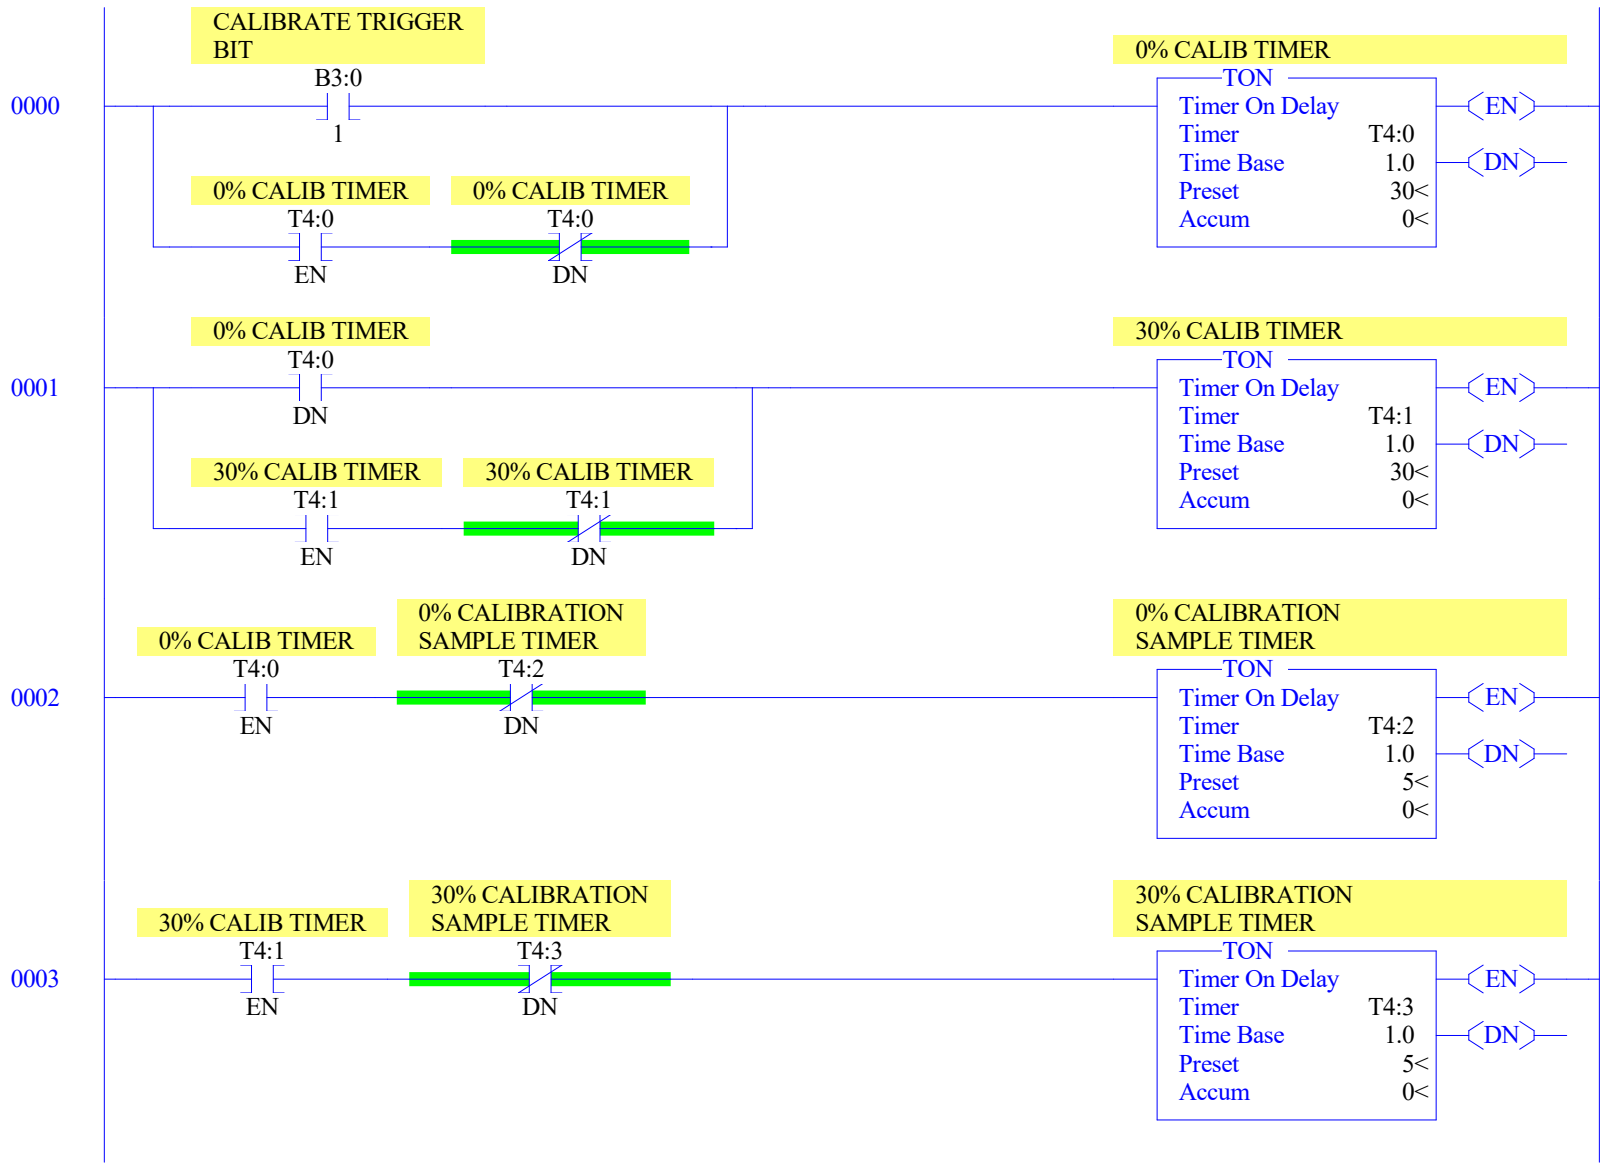 CALIBRATE TRIGGER
BIT
B3:0
1
0% CALIB TIMER
T4:0
EN
0% CALIB TIMER
T4:0
DN
0000
0% CALIB TIMER
TON
Timer On Delay
Timer T4:0
Time Base 1.0
Preset 30<
Accum 0<
EN
DN
0001
0% CALIB TIMER
T4:0
DN
30% CALIB TIMER
T4:1
EN
30% CALIB TIMER
T4:1
DN
30% CALIB TIMER
TON
Timer On Delay
Timer T4:1
Time Base 1.0
Preset 30<
Accum 0<
EN
DN
0002
0% CALIB TIMER
T4:0
EN
0% CALIBRATION
SAMPLE TIMER
T4:2
DN
0% CALIBRATION
SAMPLE TIMER
TON
Timer On Delay
Timer T4:2
Time Base 1.0
Preset 5<
Accum 0<
EN
DN
0003
30% CALIB TIMER
T4:1
EN
30% CALIBRATION
SAMPLE TIMER
T4:3
DN
30% CALIBRATION
SAMPLE TIMER
TON
Timer On Delay
Timer T4:3
Time Base 1.0
Preset 5<
Accum 0<
EN
DN